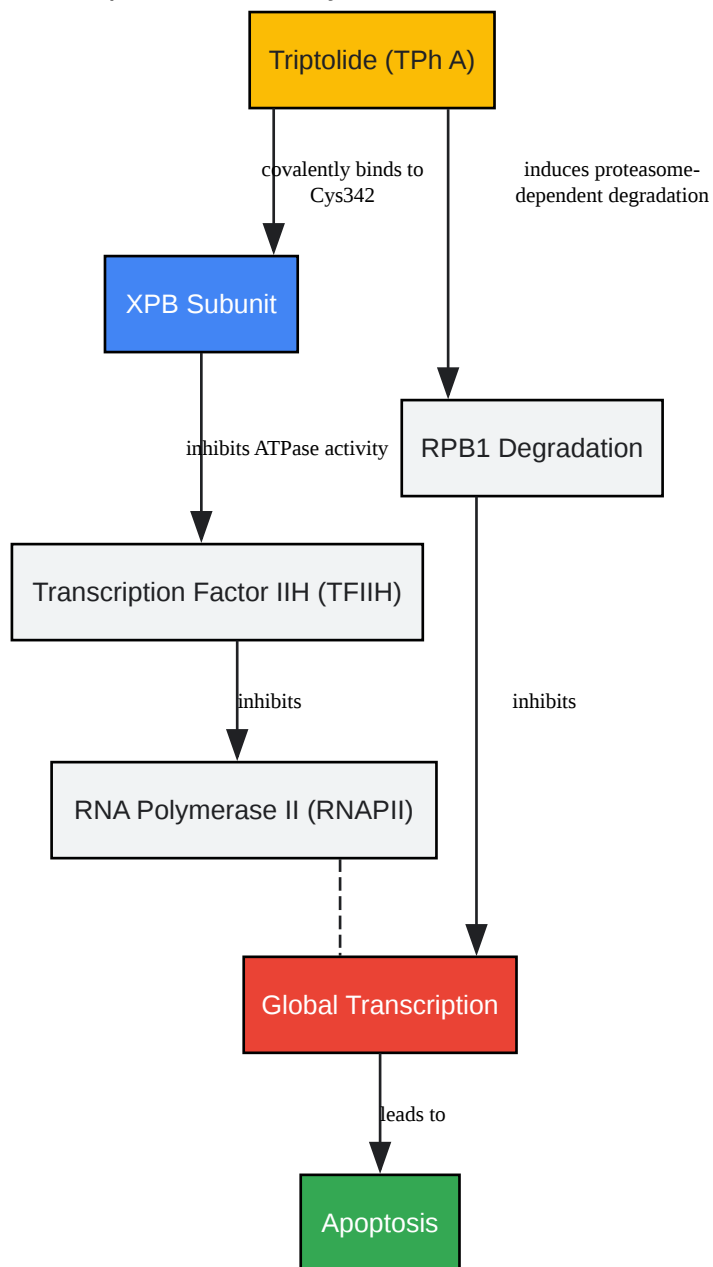 Triptolide (TPh A)
covalently binds to
Cys342
induces proteasome-
dependent degradation
XPB Subunit
inhibits ATPase activity
RPB1 Degradation
Transcription Factor IIH (TFIIH)
inhibits
inhibits
RNA Polymerase II (RNAPII)
Global Transcription
leads to
Apoptosis